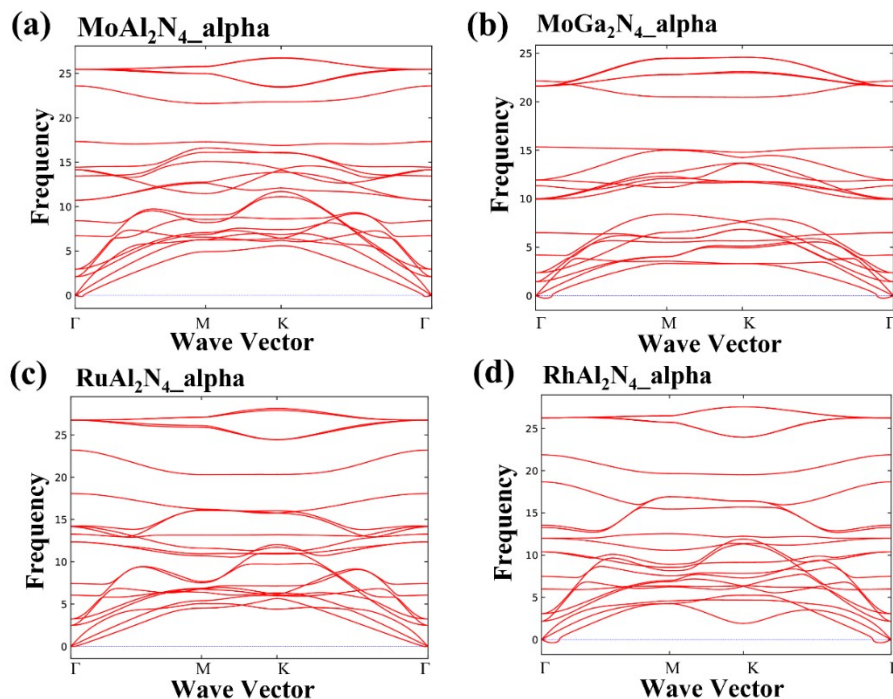 (a) MoAl₂N₄_alpha
25
20
15
10
5
0
Frequency
Γ M K Γ
Wave Vector
(b) MoGa₂N₄_alpha
25
20
15
10
5
0
Frequency
Γ M K Γ
Wave Vector
(c) RuAl₂N₄_alpha
25
20
15
10
5
0
Frequency
Γ M K Γ
Wave Vector
(d) RhAl₂N₄_alpha
25
20
15
10
5
0
Frequency
Γ M K Γ
Wave Vector